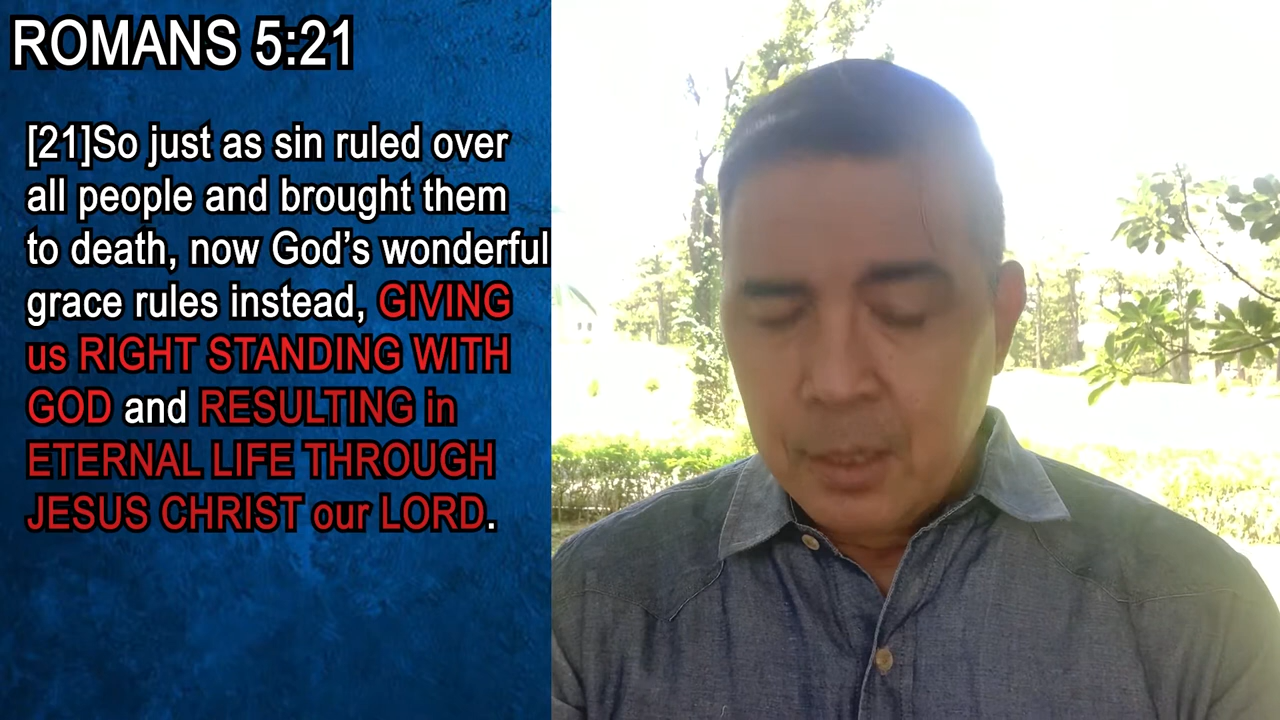 ROMANS 5:21
[21]So just as sin ruled over
all people and brought them
to death, now God’s wonderful
grace rules instead, GIVING
us RIGHT STANDING WITH
GOD and RESULTING in
ETERNAL LIFE THROUGH
JESUS CHRIST our LORD.